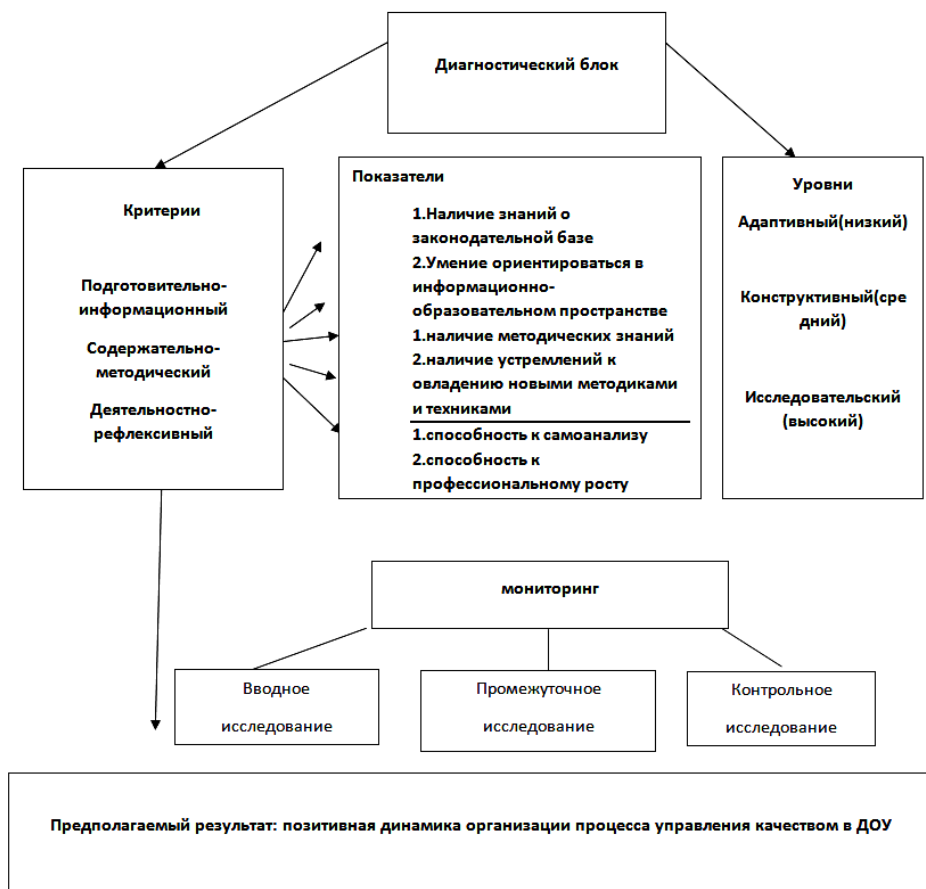 Диагностический блок
Критерии
Подготовительно-
информационный
Содержательно-
методический
Деятельностно-
рефлексивный
Показатели
1.Наличие знаний о
законодательной базе
2.Умение ориентироваться в
информационно-
образовательном пространстве
1.наличие методических знаний
2.наличие устремлений к
овладению новыми методиками
и техниками
1.способность к самоанализу
2.способность к
профессиональному росту
Уровни
Адаптивный(низкий)
Конструктивный(сре
дний)
Исследовательский
(высокий)
мониторинг
Вводное
исследование
Промежуточное
исследование
Контрольное
исследование
Предполагаемый результат: позитивная динамика организации процесса управления качеством в ДОУ